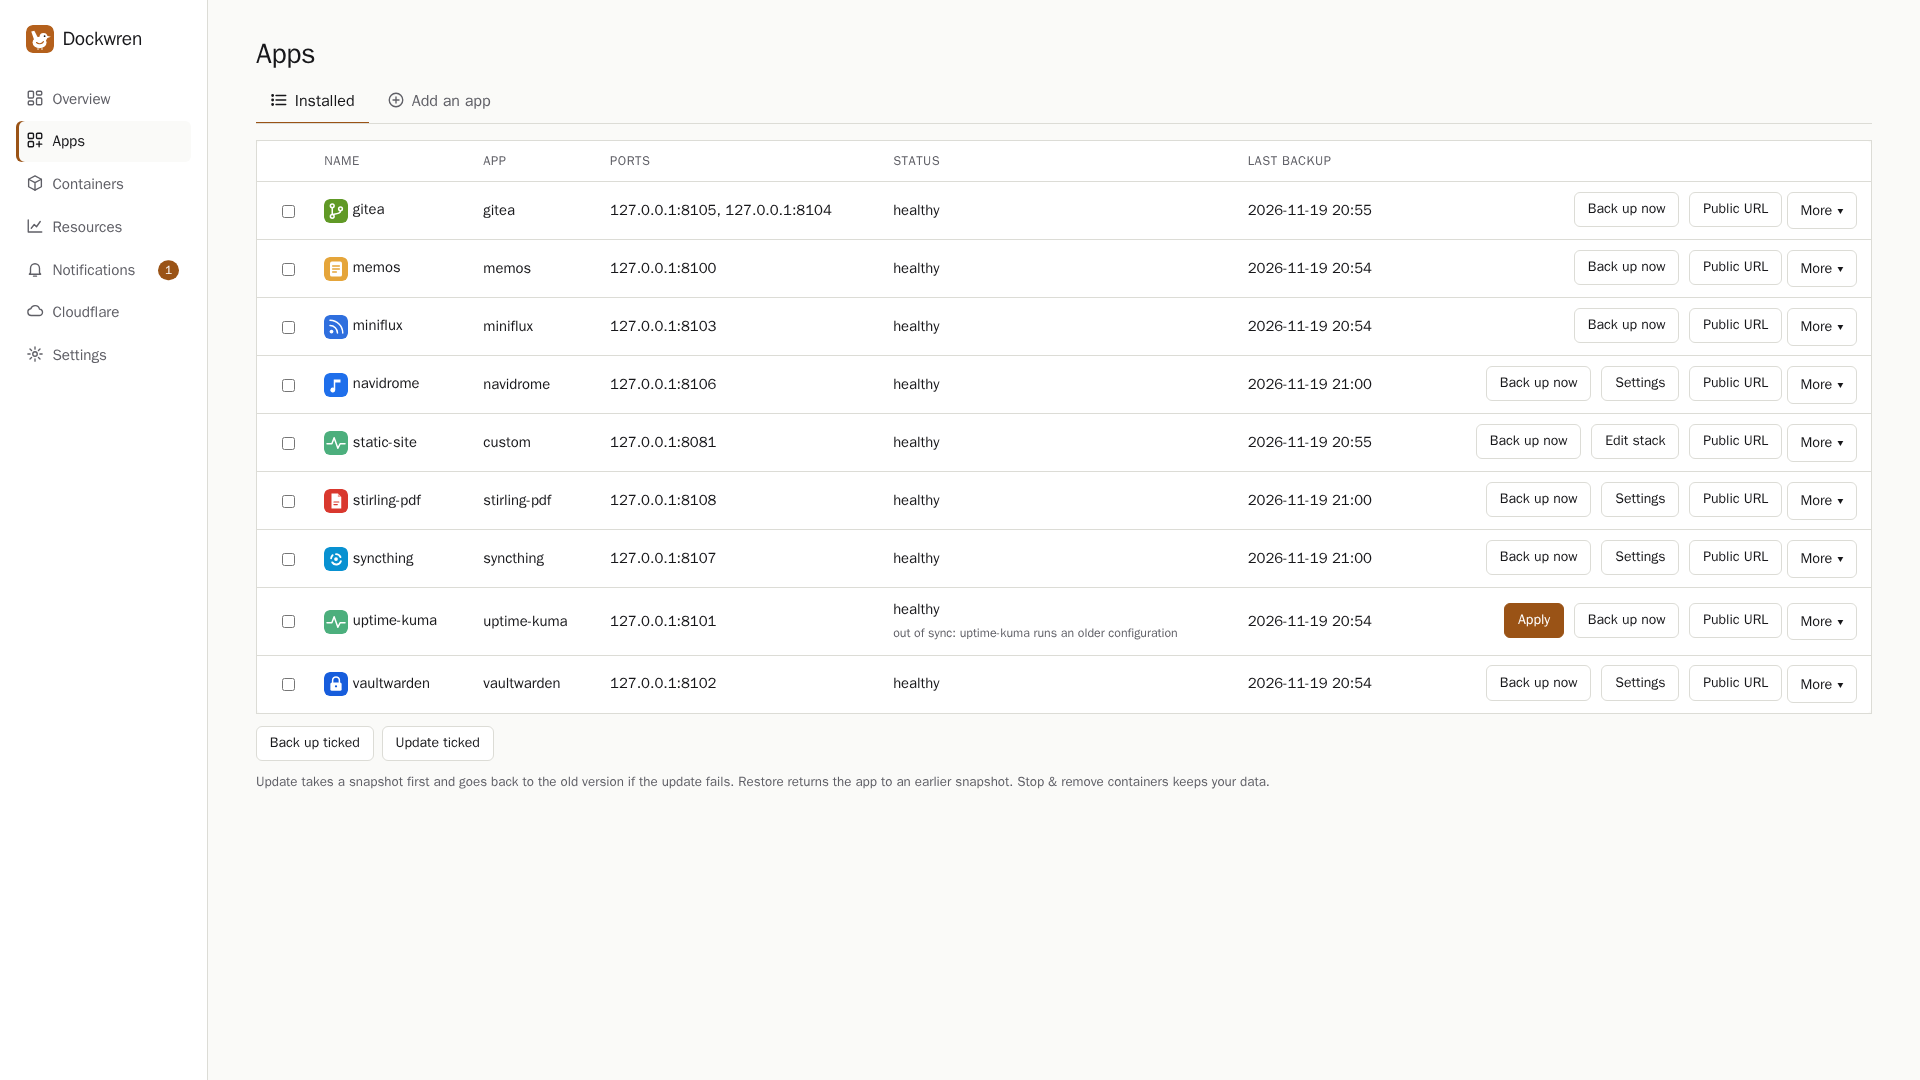 Dockwren
Overview
Apps
Containers
Resources
Notifications 1
Cloudflare
Settings
Apps
Installed Add an app
NAME APP PORTS STATUS LAST BACKUP
gitea gitea 127.0.0.1:8105, 127.0.0.1:8104 healthy 2026-11-19 20:55 Back up now Public URL More ▾
memos memos 127.0.0.1:8100 healthy 2026-11-19 20:54 Back up now Public URL More ▾
miniflux miniflux 127.0.0.1:8103 healthy 2026-11-19 20:54 Back up now Public URL More ▾
navidrome navidrome 127.0.0.1:8106 healthy 2026-11-19 21:00 Back up now Settings Public URL More ▾
static-site custom 127.0.0.1:8081 healthy 2026-11-19 20:55 Back up now Edit stack Public URL More ▾
stirling-pdf stirling-pdf 127.0.0.1:8108 healthy 2026-11-19 21:00 Back up now Settings Public URL More ▾
syncthing syncthing 127.0.0.1:8107 healthy 2026-11-19 21:00 Back up now Settings Public URL More ▾
uptime-kuma uptime-kuma 127.0.0.1:8101 healthy 2026-11-19 20:54 Apply Back up now Public URL More ▾
out of sync: uptime-kuma runs an older configuration
vaultwarden vaultwarden 127.0.0.1:8102 healthy 2026-11-19 20:54 Back up now Settings Public URL More ▾
Back up ticked Update ticked
Update takes a snapshot first and goes back to the old version if the update fails. Restore returns the app to an earlier snapshot. Stop & remove containers keeps your data.